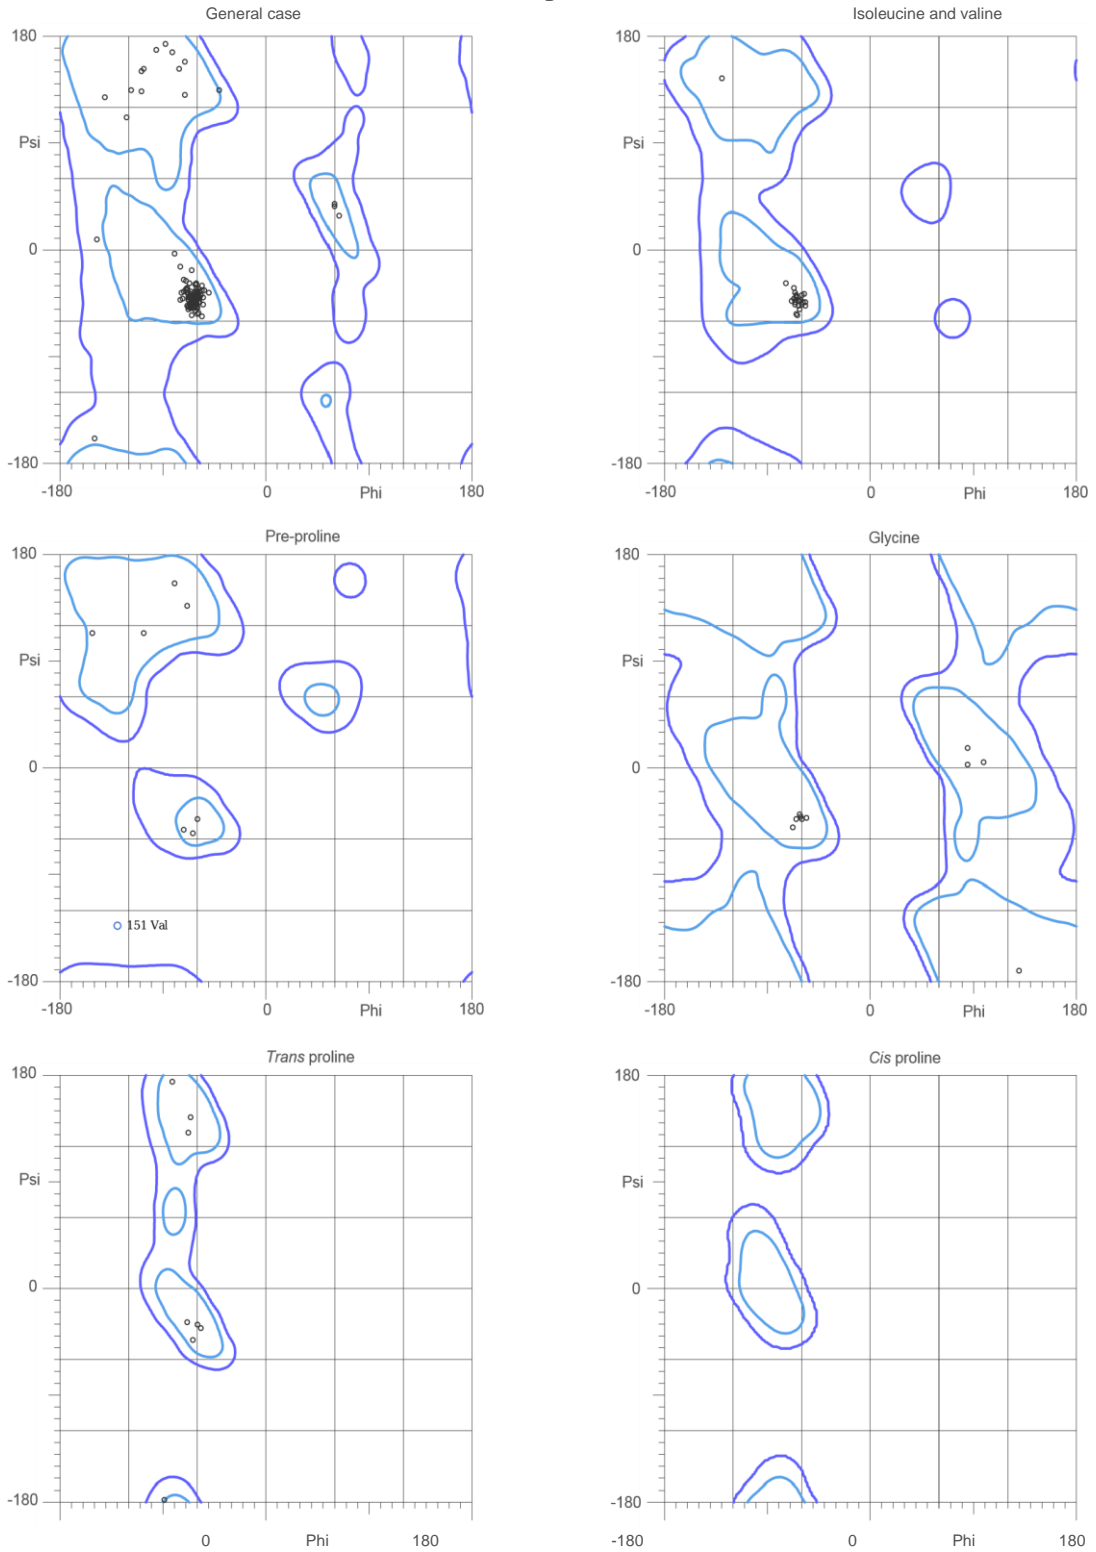 General case
180
Psi
0
-180
-180 0 Phi 180
Isoleucine and valine
180
Psi
0
-180
-180 0 Phi 180
Pre-proline
180
Psi
0
151 Val
-180
-180 0 Phi 180
Glycine
180
Psi
0
-180
-180 0 Phi 180
Trans proline
180
Psi
0
-180
0 Phi 180
Cis proline
180
Psi
0
-180
-180 0 Phi 180